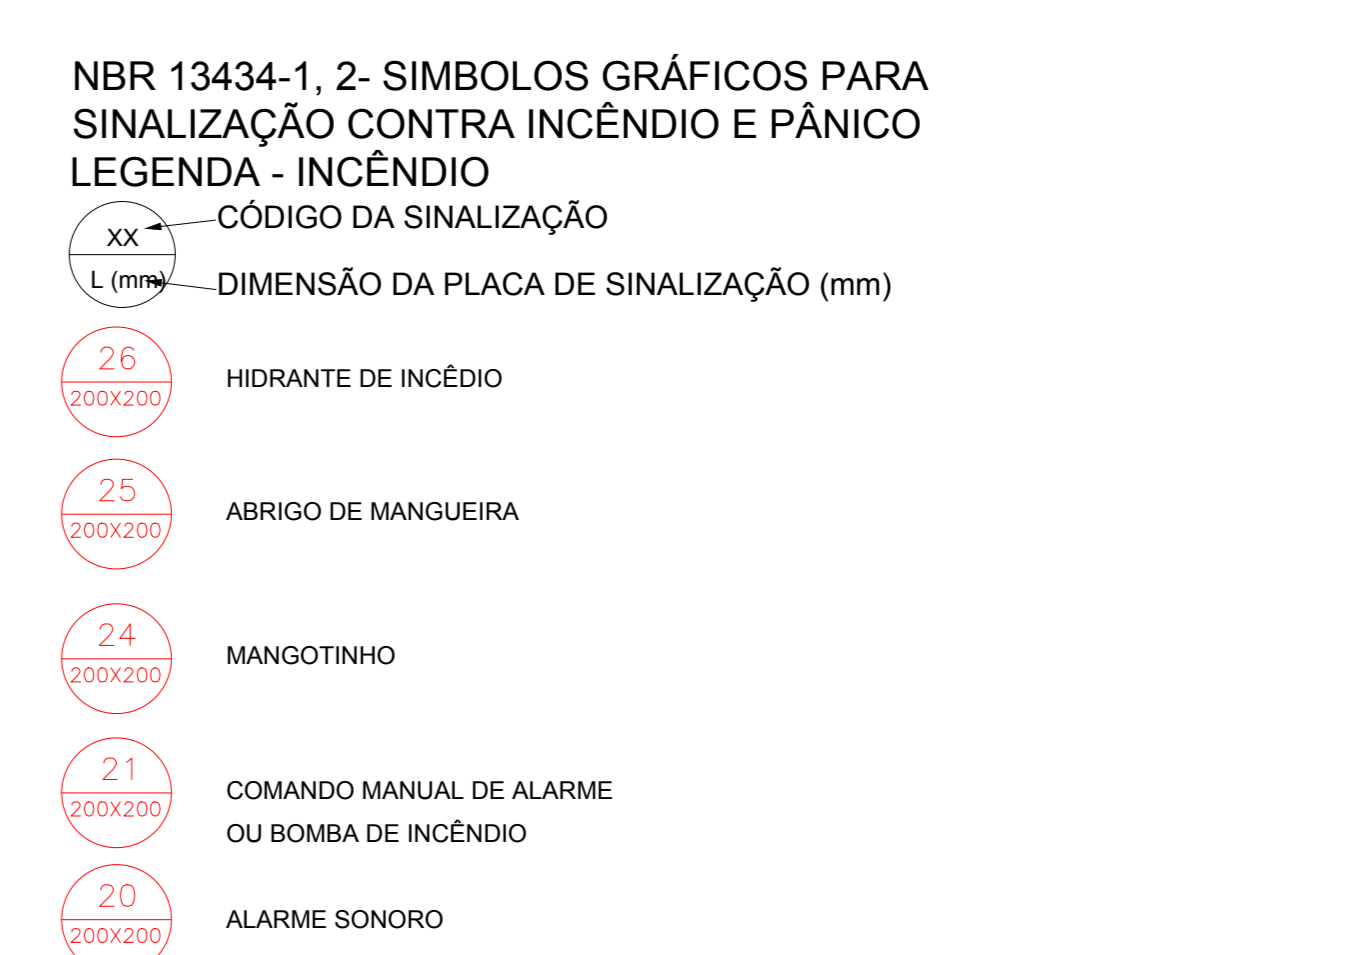 NBR 13434-1, 2- SIMBOLOS GRÁFICOS PARA
SINALIZAÇÃO CONTRA INCÊNDIO E PÂNICO
LEGENDA - INCÊNDIO
XX
CÓDIGO DA SINALIZAÇÃO
L (mm)
DIMENSÃO DA PLACA DE SINALIZAÇÃO (mm)
26
200X200
HIDRANTE DE INCÊDIO
25
200X200
ABRIGO DE MANGUEIRA
24
200X200
MANGOTINHO
21
200X200
COMANDO MANUAL DE ALARME
OU BOMBA DE INCÊNDIO
20
200X200
ALARME SONORO